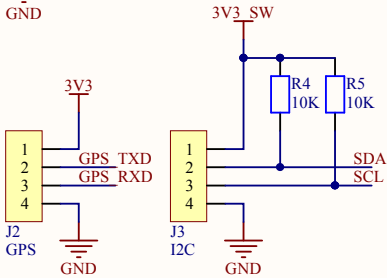 GND
3V3_SW
3V3
R4
10K
R5
10K
1
2
3
4
GPS_TXD
GPS_RXD
J2
GPS
GND
1
2
3
4
SDA
SCL
J3
I2C
GND